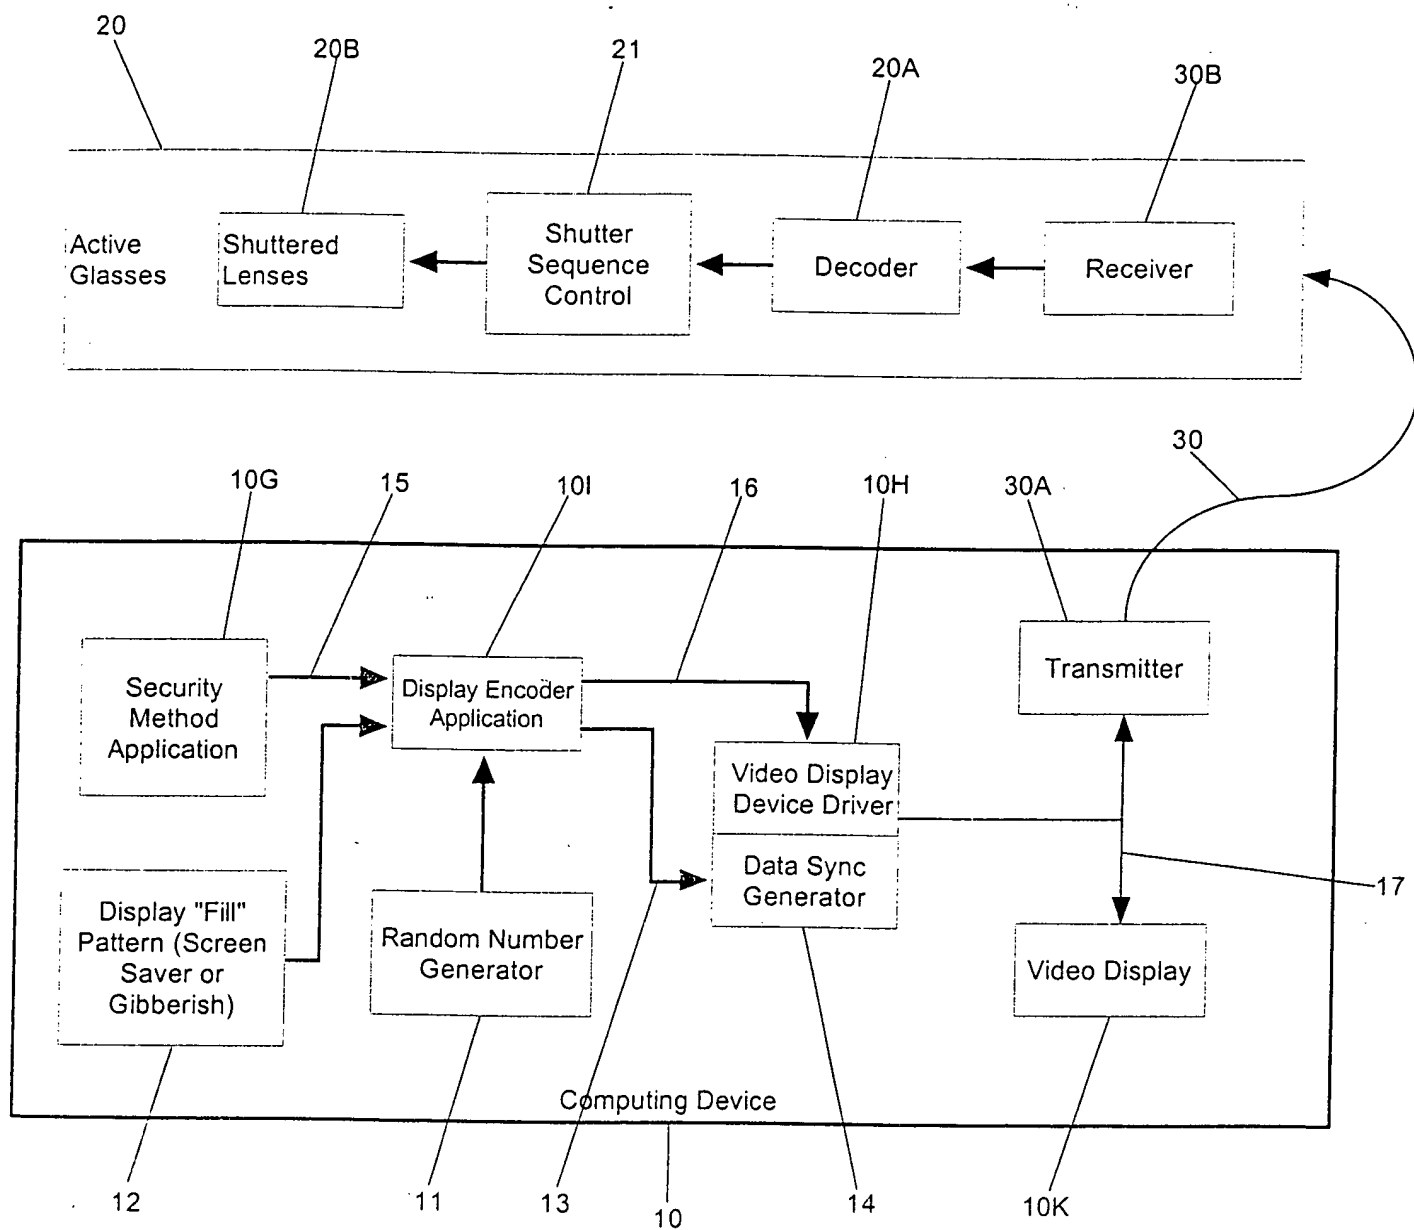 20
20B
21
20A
30B
Active
Glasses
Shuttered
Lenses
Shutter
Sequence
Control
Decoder
Receiver
30
10G
15
10I
16
10H
30A
Security
Method
Application
Display Encoder
Application
Video Display
Device Driver
Data Sync
Generator
Transmitter
17
Display "Fill"
Pattern (Screen
Saver or
Gibberish)
Random Number
Generator
Video Display
Computing Device
12
11
13
10
14
10K